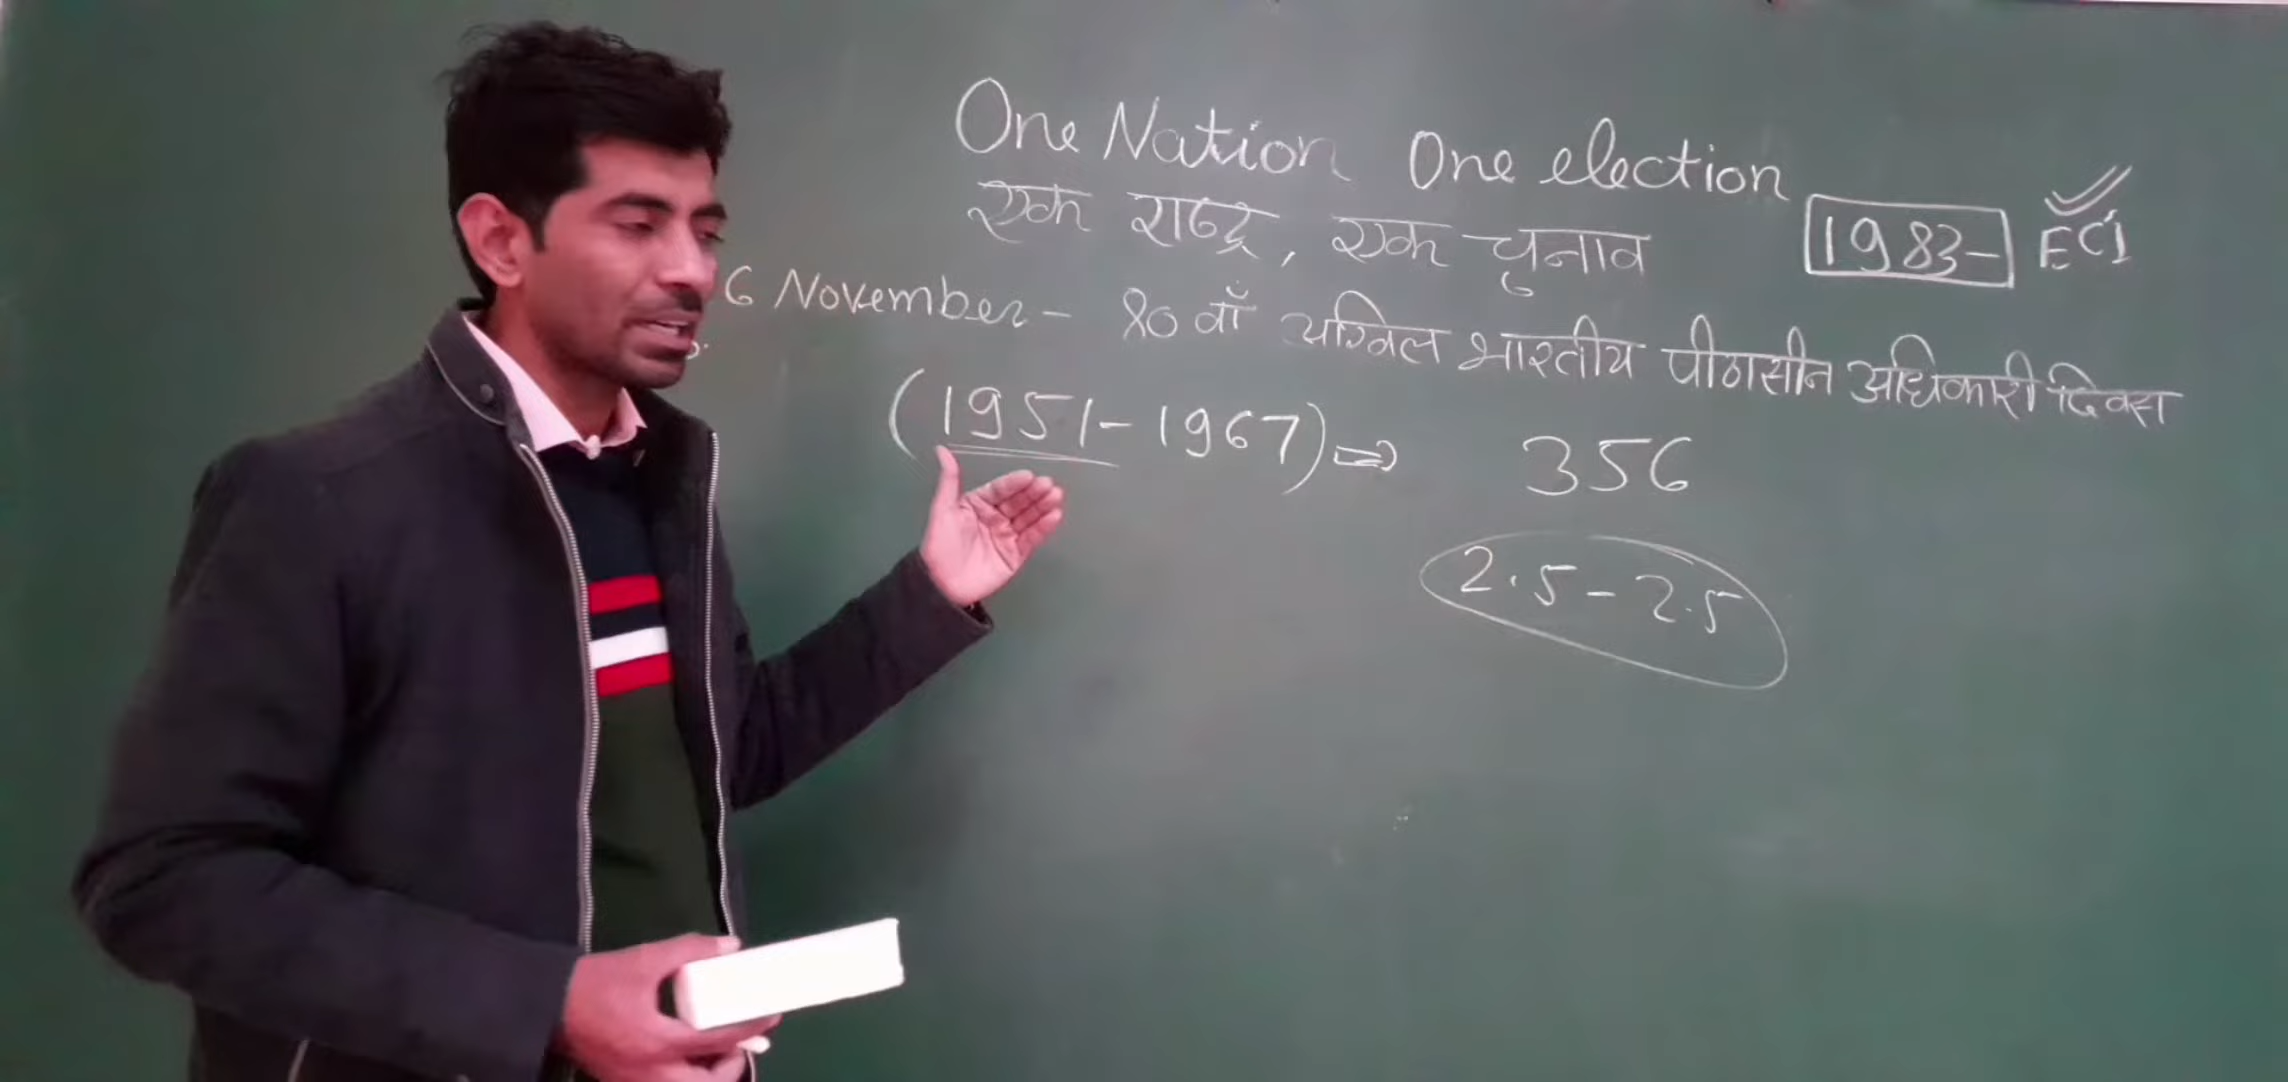 One Nation One election
एक राष्ट्र, एक चुनाव
1983- ECI
6 November - 80 वाँ अखिल भारतीय पीठासीन अधिकारी दिवस
(1951-1967) ⇒ 356
2.5-2.5